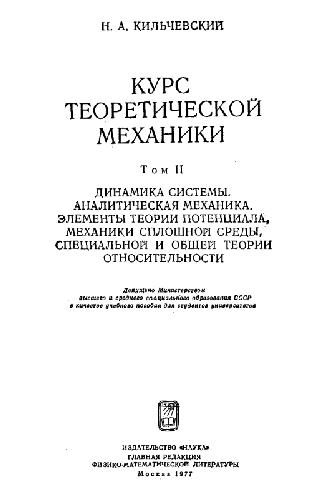 Н. А. КИЛЬЧЕВСКИЙ
КУРС
ТЕОРЕТИЧЕСКОЙ
МЕХАНИКИ
Том II
ДИНАМИКА СИСТЕМЫ.
АНАЛИТИЧЕСКАЯ МЕХАНИКА.
ЭЛЕМЕНТЫ ТЕОРИИ ПОТЕНЦИАЛА,
МЕХАНИКИ СПЛОШНОЙ СРЕДЫ,
СПЕЦИАЛЬНОЙ И ОБЩЕЙ ТЕОРИИ
ОТНОСИТЕЛЬНОСТИ
Допущено Министерством
высшего и среднего специального образования СССР
в качестве учебного пособия для студентов университетов
ИЗДАТЕЛЬСТВО «НАУКА»
ГЛАВНАЯ РЕДАКЦИЯ
ФИЗИКО-МАТЕМАТИЧЕСКОЙ ЛИТЕРАТУРЫ
Москва 1977